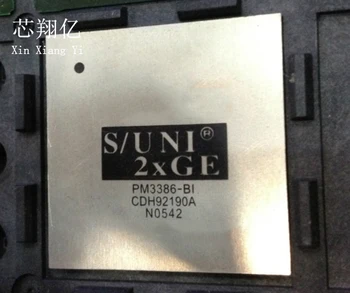 芯翔亿
Xin Xiang Yi
S/UNI®
2xGE
PM3386-BI
CDH92190A
N0542